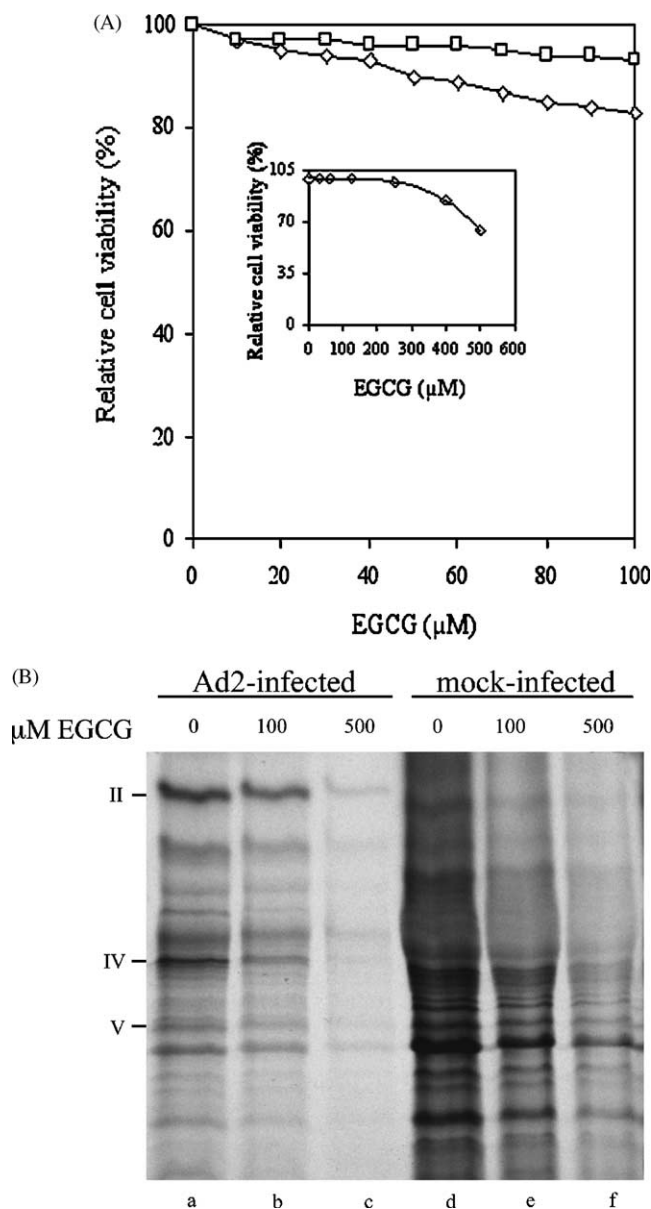 (A)
100
80
60
40
20
0
Relative cell viability (%)
0 20 40 60 80 100
EGCG (µM)
Relative cell viability (%)
105
70
35
0
0 100 200 300 400 500 600
EGCG (µM)
(B)
Ad2-infected mock-infected
µM EGCG 0 100 500 0 100 500
II
IV
V
a b c d e f